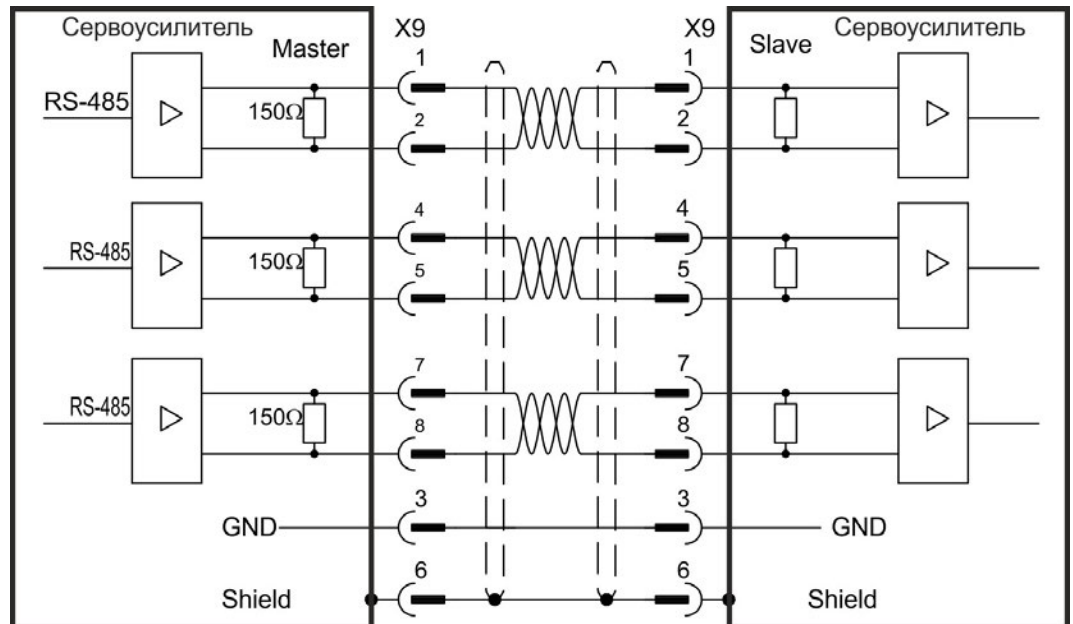 Сервоусилитель
Master
X9
X9
Slave
Сервоусилитель
1
1
RS-485
150Ω
2
2
4
4
RS-485
150Ω
5
5
7
7
RS-485
150Ω
8
8
3
3
GND
GND
6
6
Shield
Shield